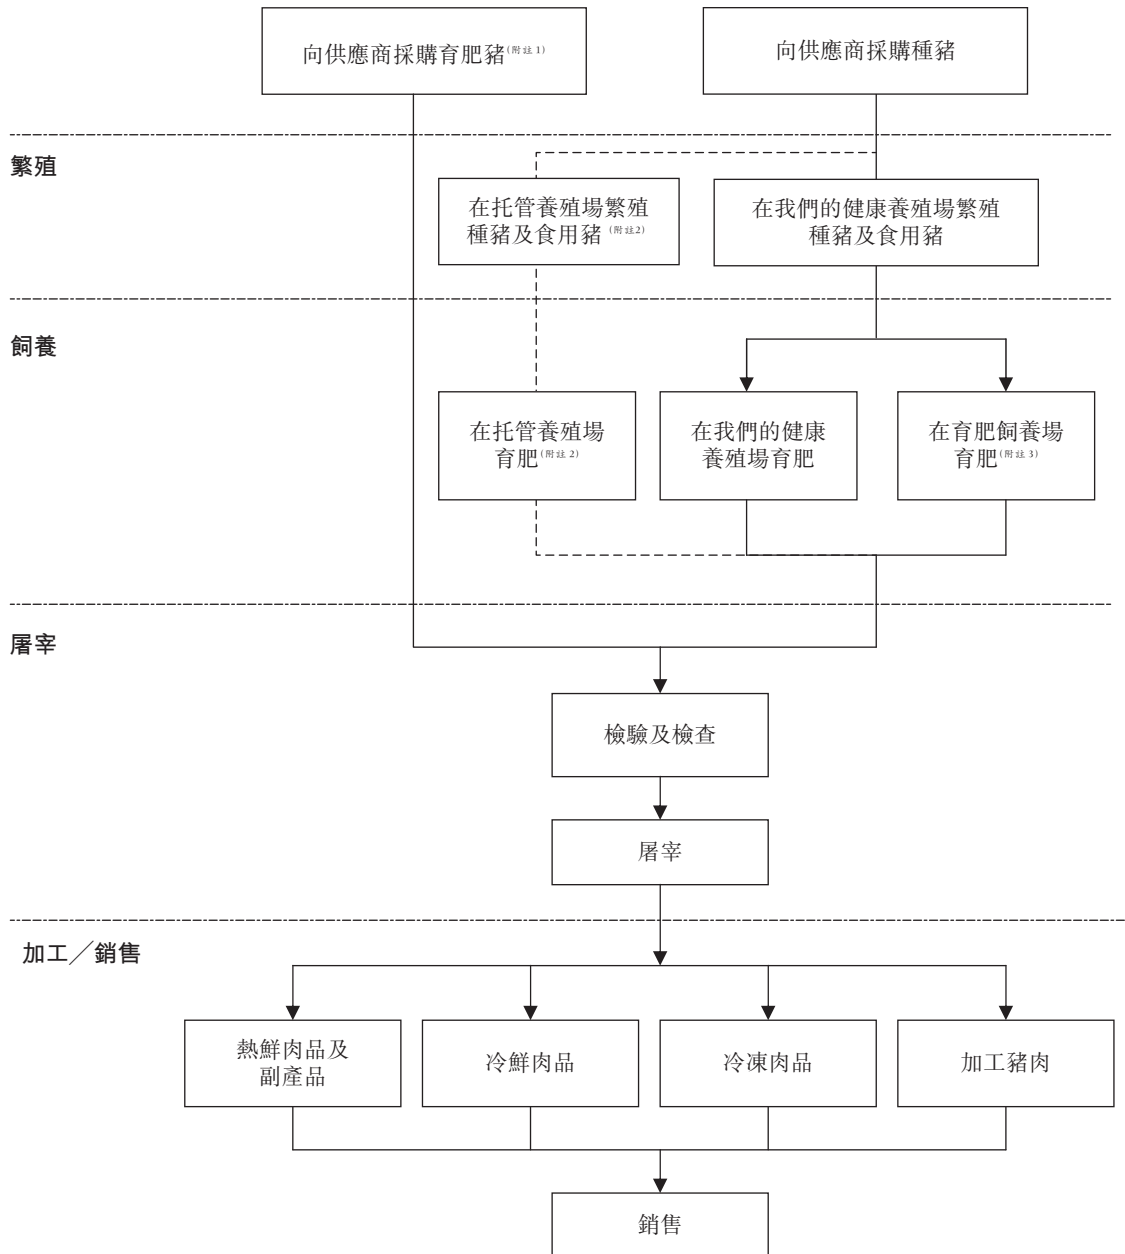 向供應商採購育肥豬(附註1)
向供應商採購種豬
繁殖
在托管養殖場繁殖
種豬及食用豬(附註2)
在我們的健康養殖場繁殖
種豬及食用豬
飼養
在托管養殖場
育肥(附註2)
在我們的健康
養殖場育肥
在育肥飼養場
育肥(附註3)
屠宰
檢驗及檢查
屠宰
加工／銷售
熱鮮肉品及
副產品
冷鮮肉品
冷凍肉品
加工豬肉
銷售